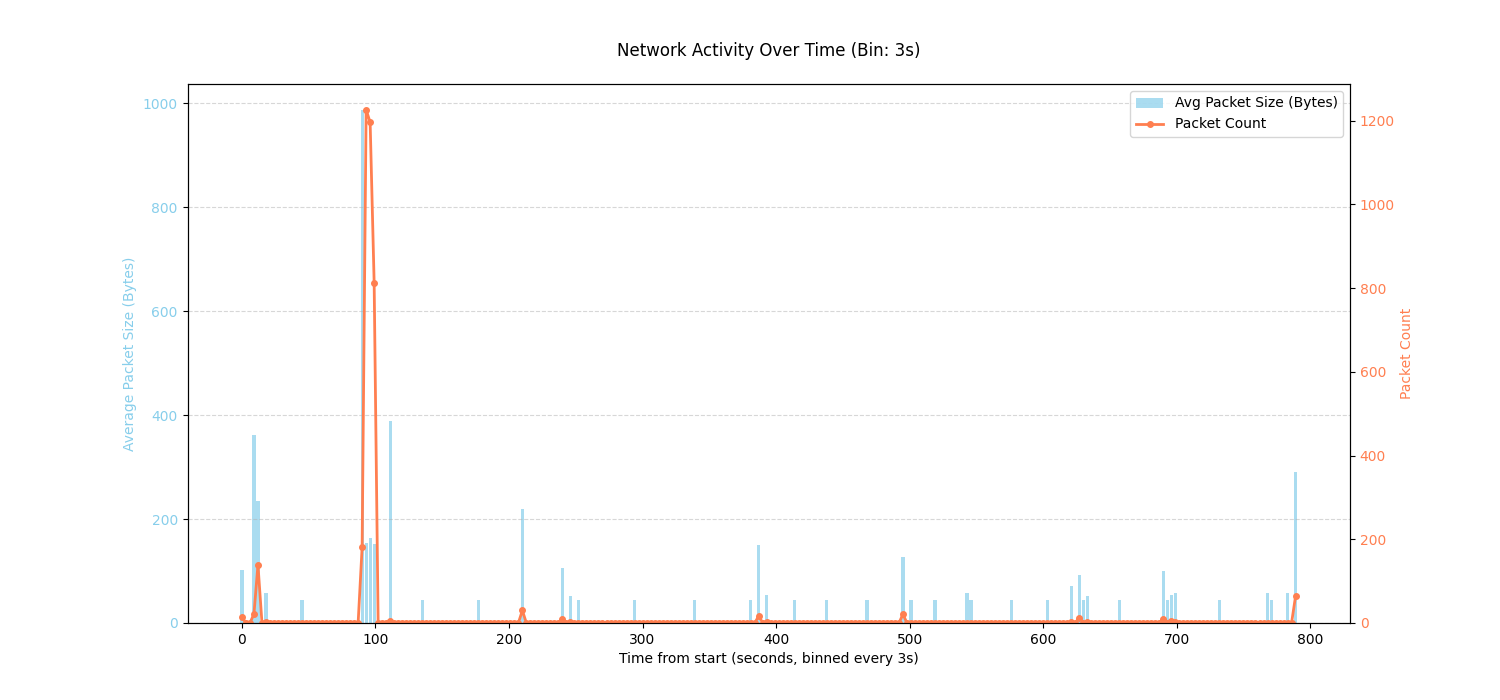 Network Activity Over Time (Bin: 3s)
Avg Packet Size (Bytes)
Packet Count
1000
800
600
400
200
0
Average Packet Size (Bytes)
1200
1000
800
600
400
200
0
Packet Count
0 100 200 300 400 500 600 700 800
Time from start (seconds, binned every 3s)